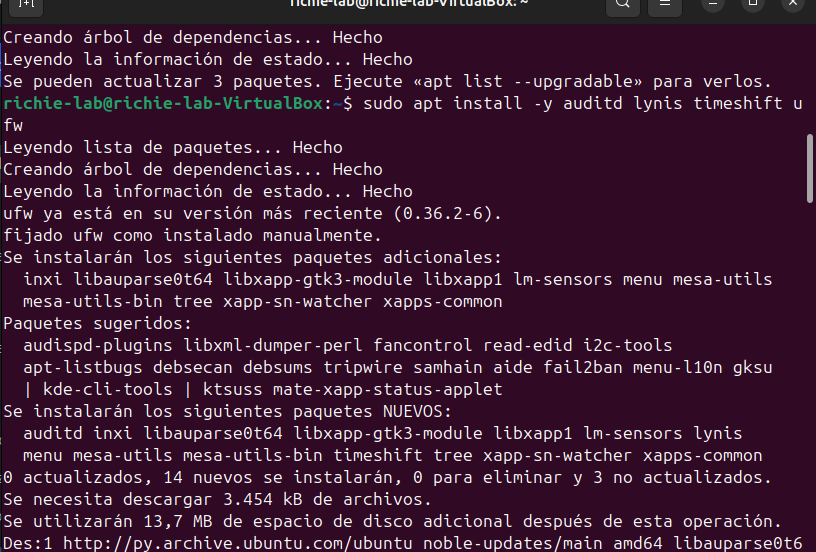 richie-lab@richie-lab-VirtualBox: ~
Creando árbol de dependencias... Hecho
Leyendo la información de estado... Hecho
Se pueden actualizar 3 paquetes. Ejecute «apt list --upgradable» para verlos.
richie-lab@richie-lab-VirtualBox:~$ sudo apt install -y auditd lynis timeshift u
fw
Leyendo lista de paquetes... Hecho
Creando árbol de dependencias... Hecho
Leyendo la información de estado... Hecho
ufw ya está en su versión más reciente (0.36.2-6).
fijado ufw como instalado manualmente.
Se instalarán los siguientes paquetes adicionales:
  inxi libauparse0t64 libxapp-gtk3-module libxapp1 lm-sensors menu mesa-utils
  mesa-utils-bin tree xapp-sn-watcher xapps-common
Paquetes sugeridos:
  audispd-plugins libxml-dumper-perl fancontrol read-edid i2c-tools
  apt-listbugs debsecan debsums tripwire samhain aide fail2ban menu-l10n gksu
  | kde-cli-tools | ktsuss mate-xapp-status-applet
Se instalarán los siguientes paquetes NUEVOS:
  auditd inxi libauparse0t64 libxapp-gtk3-module libxapp1 lm-sensors lynis
  menu mesa-utils mesa-utils-bin timeshift tree xapp-sn-watcher xapps-common
0 actualizados, 14 nuevos se instalarán, 0 para eliminar y 3 no actualizados.
Se necesita descargar 3.454 kB de archivos.
Se utilizarán 13,7 MB de espacio de disco adicional después de esta operación.
Des:1 http://py.archive.ubuntu.com/ubuntu noble-updates/main amd64 libauparse0t6